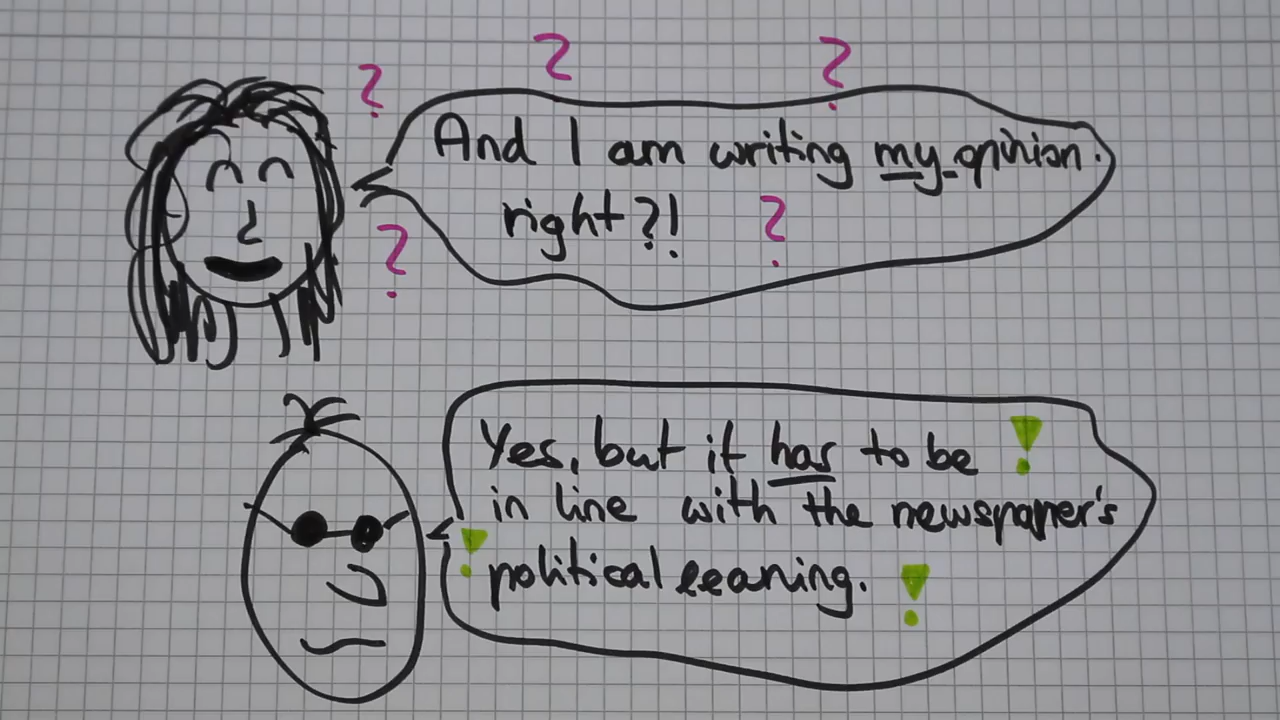 ? ? ?
And I am writing my opinion.
right?! ?
?
Yes, but it has to be !
in line with the newspaper's
! political leaning. !